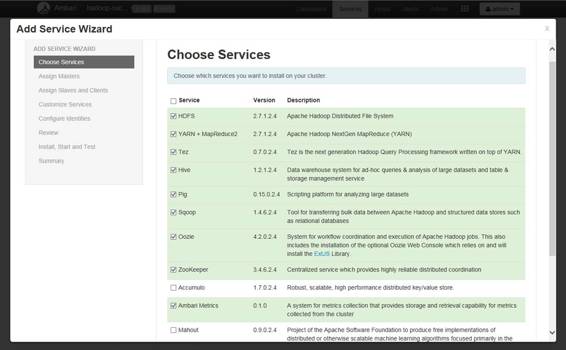 Ambari hadoop-suc...
Services
admin
Add Service Wizard
x
ADD SERVICE WIZARD
Choose Services
Assign Masters
Assign Slaves and Clients
Customize Services
Configure Identities
Review
Install, Start and Test
Summary
Choose Services
Choose which services you want to install on your cluster.
Service Version Description
HDFS 2.7.1.2.4 Apache Hadoop Distributed File System
YARN + MapReduce2 2.7.1.2.4 Apache Hadoop NextGen MapReduce (YARN)
Tez 0.7.0.2.4 Tez is the next generation Hadoop Query Processing framework written on top of YARN.
Hive 1.2.1.2.4 Data warehouse system for ad-hoc queries & analysis of large datasets and table &
storage management service
Pig 0.15.0.2.4 Scripting platform for analyzing large datasets
Sqoop 1.4.6.2.4 Tool for transferring bulk data between Apache Hadoop and structured data stores such
as relational databases
Oozie 4.2.0.2.4 System for workflow coordination and execution of Apache Hadoop jobs. This also
includes the installation of the optional Oozie Web Console which relies on and will
install the ExtJS Library.
ZooKeeper 3.4.6.2.4 Centralized service which provides highly reliable distributed coordination
Accumulo 1.7.0.2.4 Robust, scalable, high performance distributed key/value store.
Ambari Metrics 0.1.0 A system for metrics collection that provides storage and retrieval capability for metrics
collected from the cluster
Mahout 0.9.0.2.4 Project of the Apache Software Foundation to produce free implementations of
distributed or otherwise scalable machine learning algorithms focused primarily in the